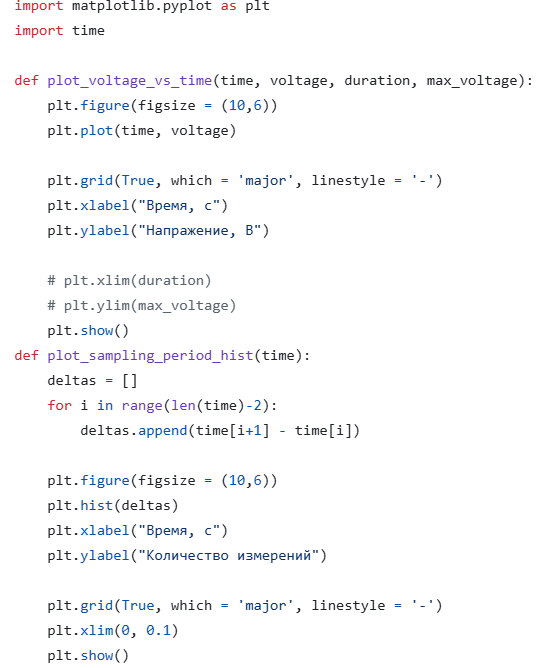 import matplotlib.pyplot as plt
import time

def plot_voltage_vs_time(time, voltage, duration, max_voltage):
    plt.figure(figsize = (10,6))
    plt.plot(time, voltage)

    plt.grid(True, which = 'major', linestyle = '-')
    plt.xlabel("Время, с")
    plt.ylabel("Напражение, В")

    # plt.xlim(duration)
    # plt.ylim(max_voltage)
    plt.show()
def plot_sampling_period_hist(time):
    deltas = []
    for i in range(len(time)-2):
        deltas.append(time[i+1] - time[i])

    plt.figure(figsize = (10,6))
    plt.hist(deltas)
    plt.xlabel("Время, с")
    plt.ylabel("Количество измерений")

    plt.grid(True, which = 'major', linestyle = '-')
    plt.xlim(0, 0.1)
    plt.show()